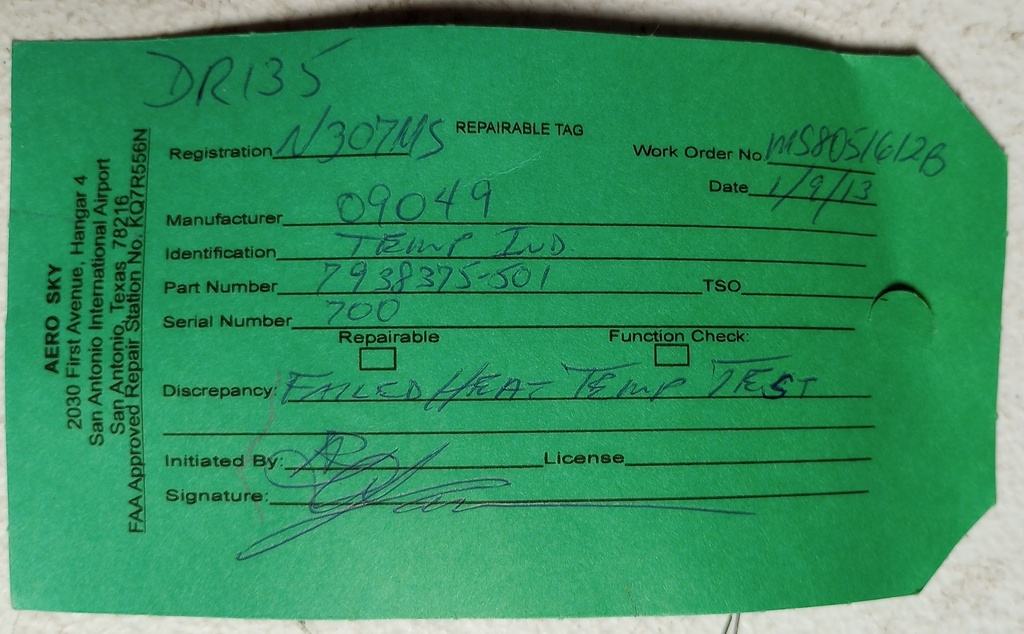 DR135
REPAIRABLE TAG
Registration N307MS Work Order No. MS8051612B
Date 1/9/13
Manufacturer 09049
Identification TEMP IND.
Part Number 7938375-501 TSO
Serial Number 700
Repairable Function Check:
Discrepancy: FAILED HEAT TEMP TEST
Initiated By: License
Signature:
AERO SKY
2030 First Avenue, Hangar 4
San Antonio International Airport
San Antonio, Texas 78216
FAA Approved Repair Station No. KQ7R556N